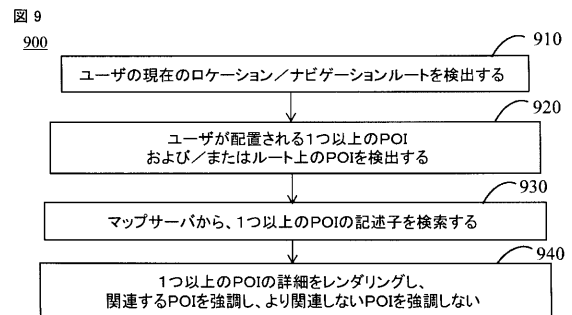 図 9
900
910
ユーザの現在のロケーション／ナビゲーションルートを検出する
920
ユーザが配置される１つ以上のPOI
および／またはルート上のPOIを検出する
930
マップサーバから、１つ以上のPOIの記述子を検索する
940
１つ以上のPOIの詳細をレンダリングし、
関連するPOIを強調し、より関連しないPOIを強調しない